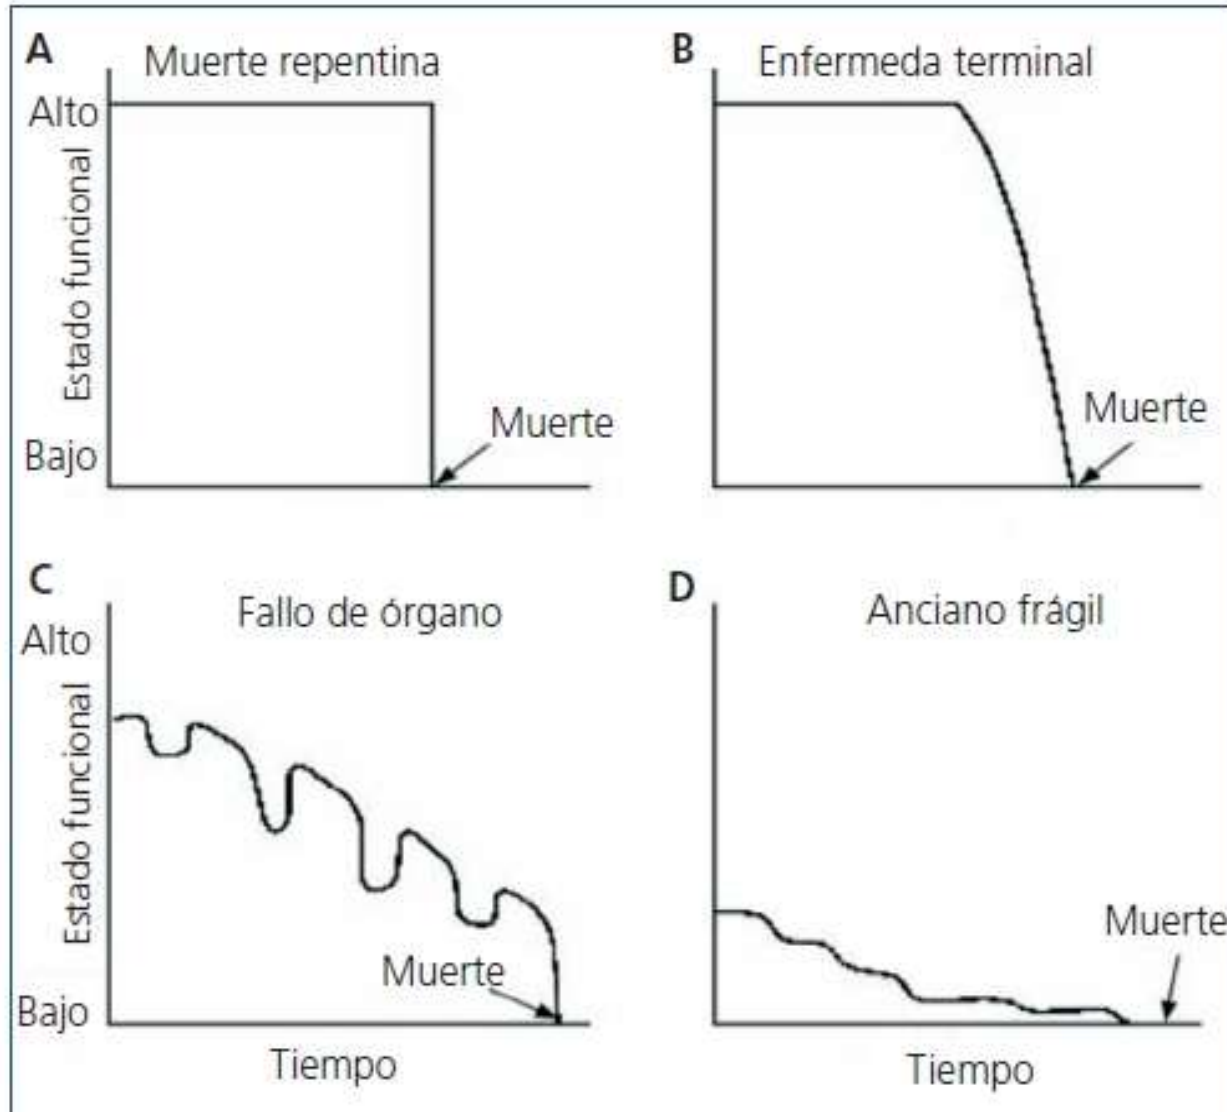 A
Muerte repentina
Alto
Estado funcional
Bajo
Muerte
B
Enfermeda terminal
Muerte
C
Fallo de órgano
Alto
Estado funcional
Bajo
Muerte
Tiempo
D
Anciano frágil
Muerte
Tiempo